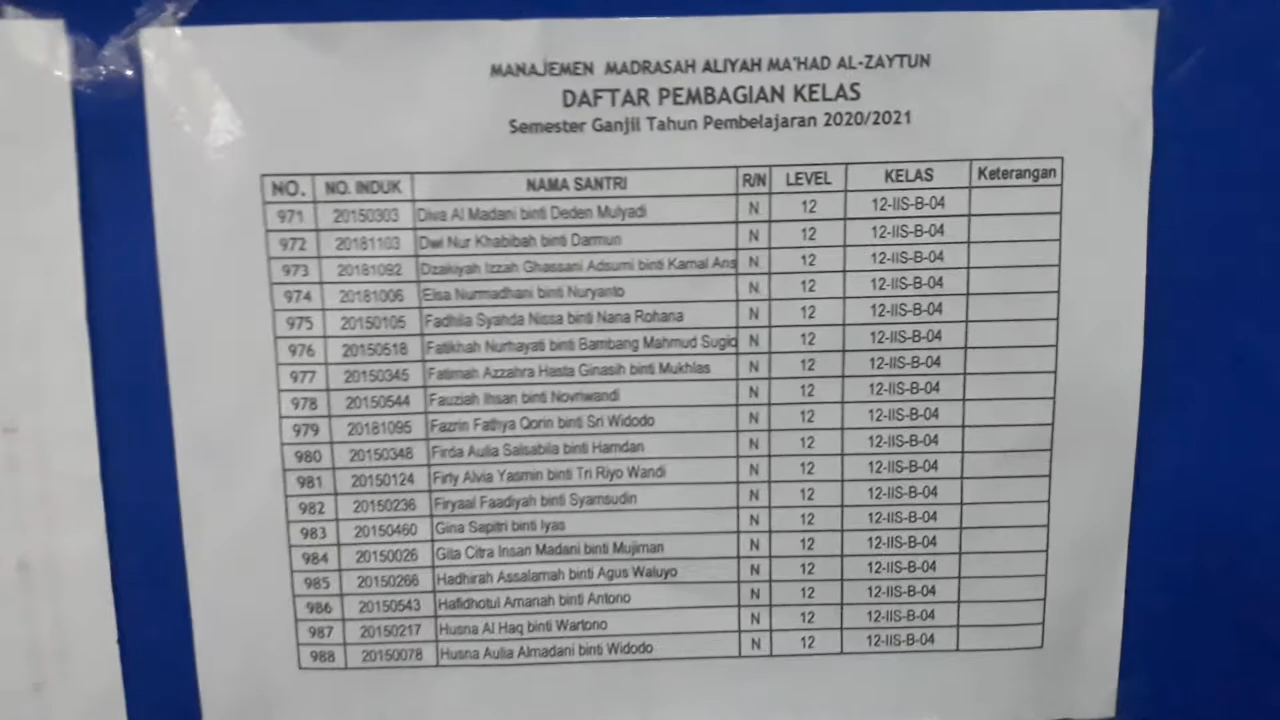 MANAJEMEN MADRASAH ALIYAH MA'HAD AL-ZAYTUN
DAFTAR PEMBAGIAN KELAS
Semester Ganjil Tahun Pembelajaran 2020/2021
NO. NO. INDUK NAMA SANTRI R/N LEVEL KELAS Keterangan
971 20150303 Diva Al Madani binti Deden Mulyadi N 12 12-IIS-B-04
972 20181103 Dwi Nur Khabibah binti Darmun N 12 12-IIS-B-04
973 20181092 Dzakiyah Izzah Ghassani Adsumi binti Kamal Ans N 12 12-IIS-B-04
974 20181006 Elsa Nurmadhani binti Nuryanto N 12 12-IIS-B-04
975 20150105 Fadhila Syahda Nissa binti Nana Rohana N 12 12-IIS-B-04
976 20150618 Fatikhah Nurhayati binti Bambang Mahmud Sugio N 12 12-IIS-B-04
977 20150345 Fatimah Azzahra Hasta Ginasih binti Mukhlas N 12 12-IIS-B-04
978 20150544 Fauziah Ihsan binti Novriwandi N 12 12-IIS-B-04
979 20181095 Fazrin Fathya Qorin binti Sri Widodo N 12 12-IIS-B-04
980 20150348 Firda Aulia Salsabila binti Hamdan N 12 12-IIS-B-04
981 20150124 Firly Alvia Yasmin binti Tri Riyo Wandi N 12 12-IIS-B-04
982 20150236 Firyaal Faadiyah binti Syamsudin N 12 12-IIS-B-04
983 20150460 Gina Sapitri binti Iyas N 12 12-IIS-B-04
984 20150026 Gita Citra Insan Madani binti Mujiman N 12 12-IIS-B-04
985 20150266 Hadhirah Assalamah binti Agus Waluyo N 12 12-IIS-B-04
986 20150543 Hafidhotul Amanah binti Antono N 12 12-IIS-B-04
987 20150217 Husna Al Haq binti Wartono N 12 12-IIS-B-04
988 20150078 Husna Aulia Almadani binti Widodo N 12 12-IIS-B-04